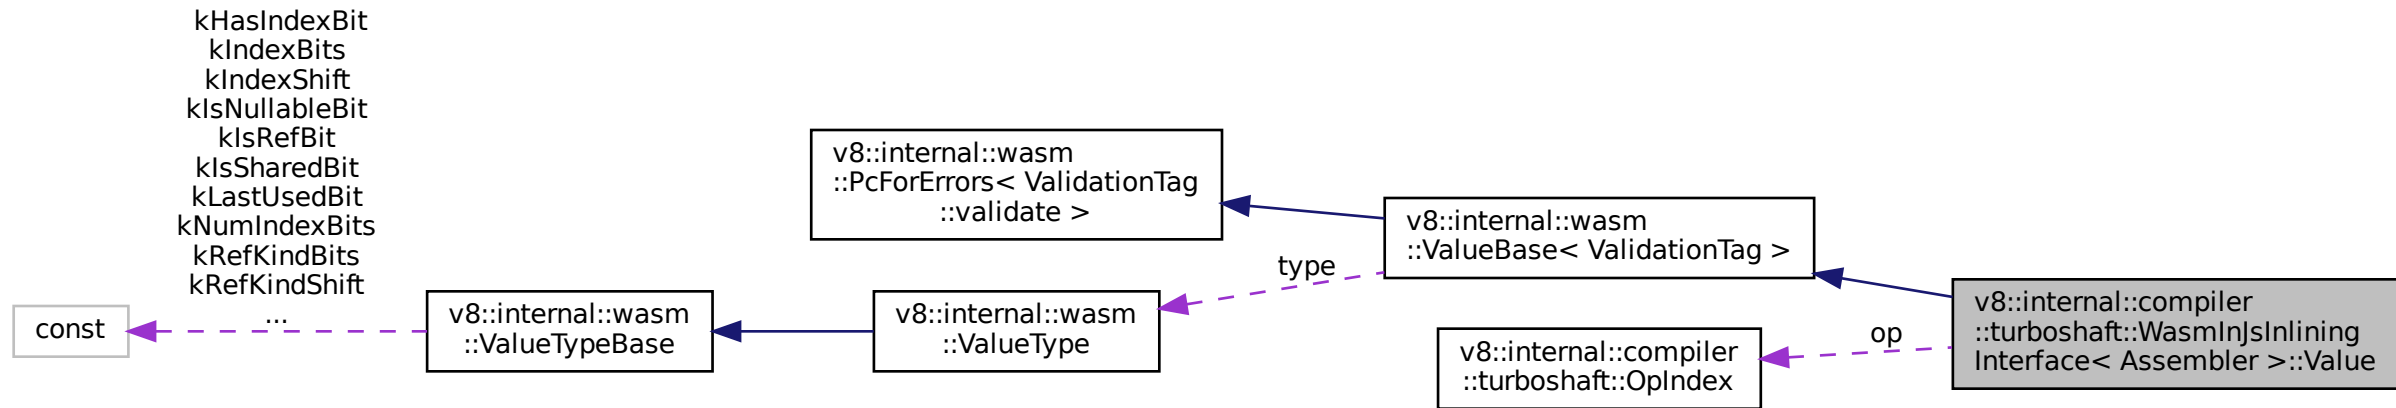 kHasIndexBit
kIndexBits
kIndexShift
kIsNullableBit
kIsRefBit
kIsSharedBit
kLastUsedBit
kNumIndexBits
kRefKindBits
kRefKindShift
...
const
v8::internal::wasm
::ValueTypeBase
v8::internal::wasm
::PcForErrors< ValidationTag
::validate >
v8::internal::wasm
::ValueType
type
v8::internal::wasm
::ValueBase< ValidationTag >
v8::internal::compiler
::turboshaft::OpIndex
op
v8::internal::compiler
::turboshaft::WasmInJsInlining
Interface< Assembler >::Value